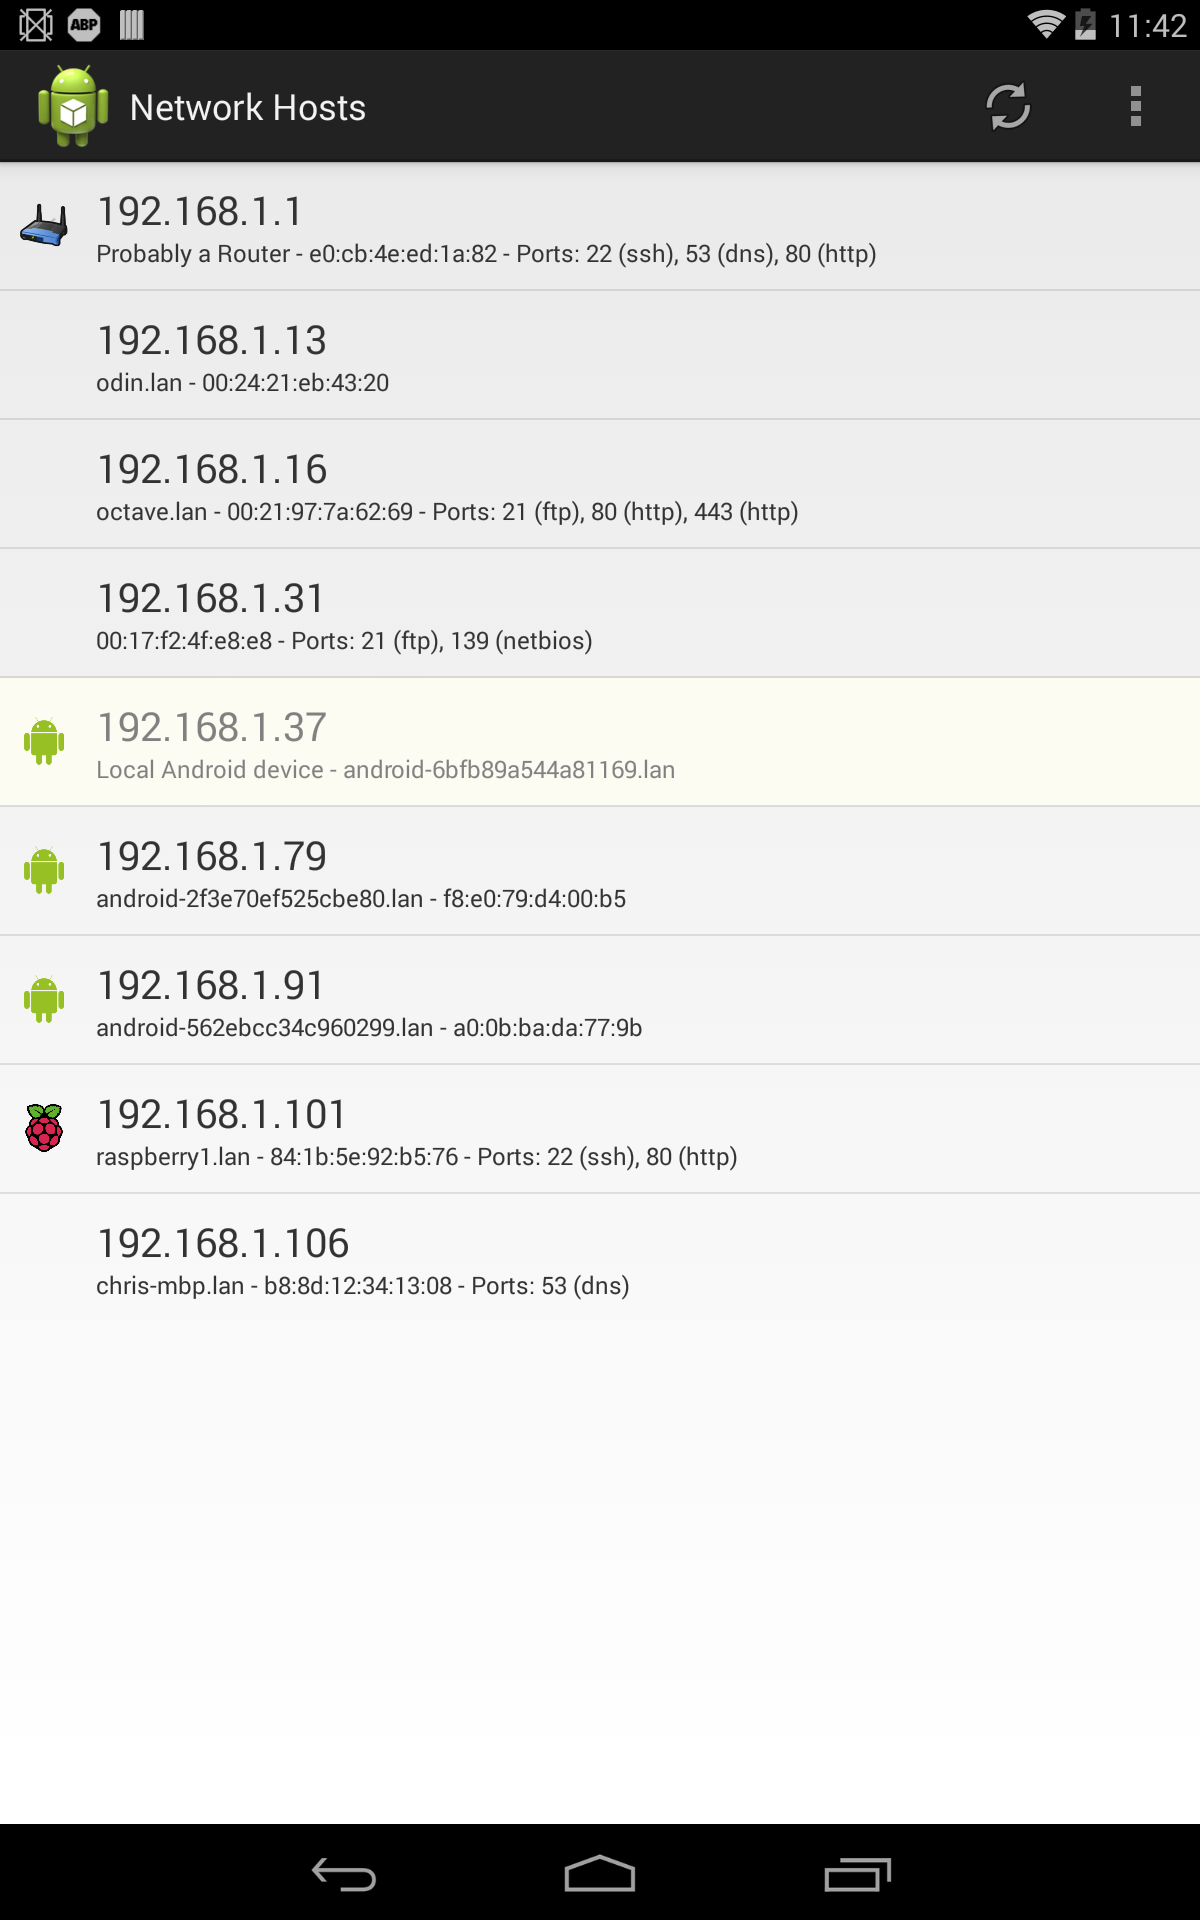 ABP
11:42
Network Hosts
192.168.1.1
Probably a Router - e0:cb:4e:ed:1a:82 - Ports: 22 (ssh), 53 (dns), 80 (http)
192.168.1.13
odin.lan - 00:24:21:eb:43:20
192.168.1.16
octave.lan - 00:21:97:7a:62:69 - Ports: 21 (ftp), 80 (http), 443 (http)
192.168.1.31
00:17:f2:4f:e8:e8 - Ports: 21 (ftp), 139 (netbios)
192.168.1.37
Local Android device - android-6bfb89a544a81169.lan
192.168.1.79
android-2f3e70ef525cbe80.lan - f8:e0:79:d4:00:b5
192.168.1.91
android-562ebcc34c960299.lan - a0:0b:ba:da:77:9b
192.168.1.101
raspberry1.lan - 84:1b:5e:92:b5:76 - Ports: 22 (ssh), 80 (http)
192.168.1.106
chris-mbp.lan - b8:8d:12:34:13:08 - Ports: 53 (dns)